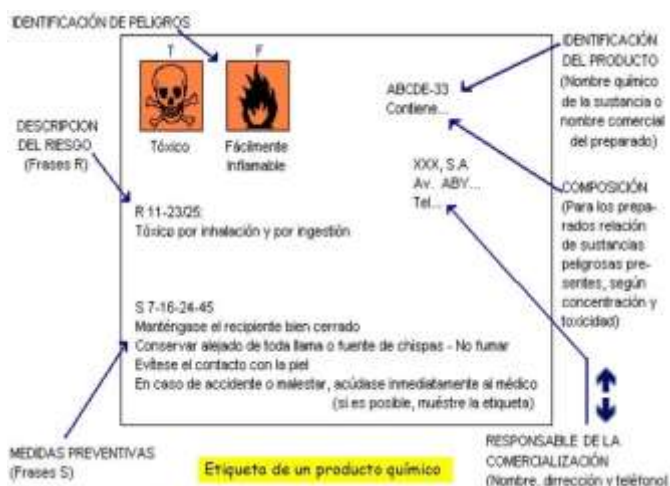 IDENTIFICACIÓN DE PELIGROS
T
F
Tóxico
Fácilmente
Inflamable
ABCDE-33
Contiene...
XXX, S.A
Av. ABY...
Tel...
IDENTIFICACIÓN
DEL PRODUCTO
(Nombre químico
de la sustancia o
nombre comercial
del preparado)
DESCRIPCION
DEL RIESGO
(Frases R)
R 11-23/25:
Tóxico por inhalación y por ingestión
COMPOSICIÓN
(Para los prepa-
rados relación
de sustancias
peligrosas pre-
sentes, según
concentración y
toxicidad)
S 7-16-24-45
Manténgase el recipiente bien cerrado
Conservar alejado de toda llama o fuente de chispas - No fumar
Evítese el contacto con la piel
En caso de accidente o malestar, acúdase inmediatamente al médico
(si es posible, muéstre la etiqueta)
MEDIDAS PREVENTIVAS
(Frases S)
Etiqueta de un producto químico
RESPONSABLE DE LA
COMERCIALIZACIÓN
(Nombre, dirrección y teléfono)